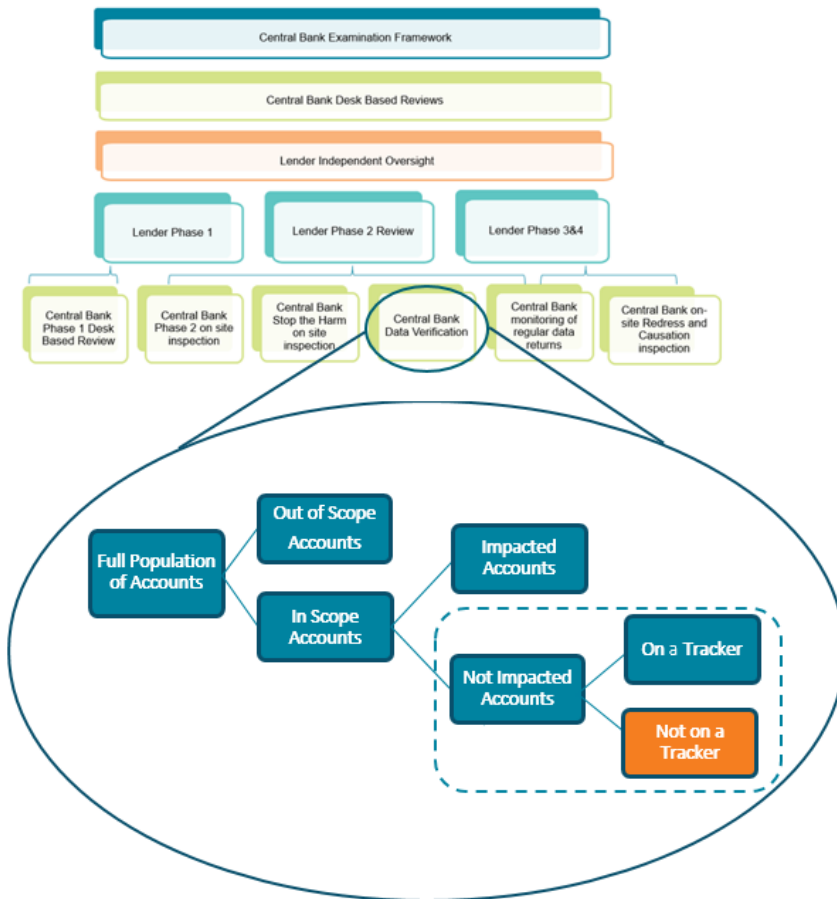 Central Bank Examination Framework
Central Bank Desk Based Reviews
Lender Independent Oversight
Lender Phase 1
Lender Phase 2 Review
Lender Phase 3&4
Central Bank
Phase 1 Desk
Based Review
Central Bank
Phase 2 on site
inspection
Central Bank
Stop the Harm
on site
inspection
Central Bank
Data Verification
Central Bank
monitoring of
regular data
returns
Central Bank on-
site Redress and
Causation
inspection
Full Population
of Accounts
Out of Scope
Accounts
In Scope
Accounts
Impacted
Accounts
Not Impacted
Accounts
On a Tracker
Not on a
Tracker